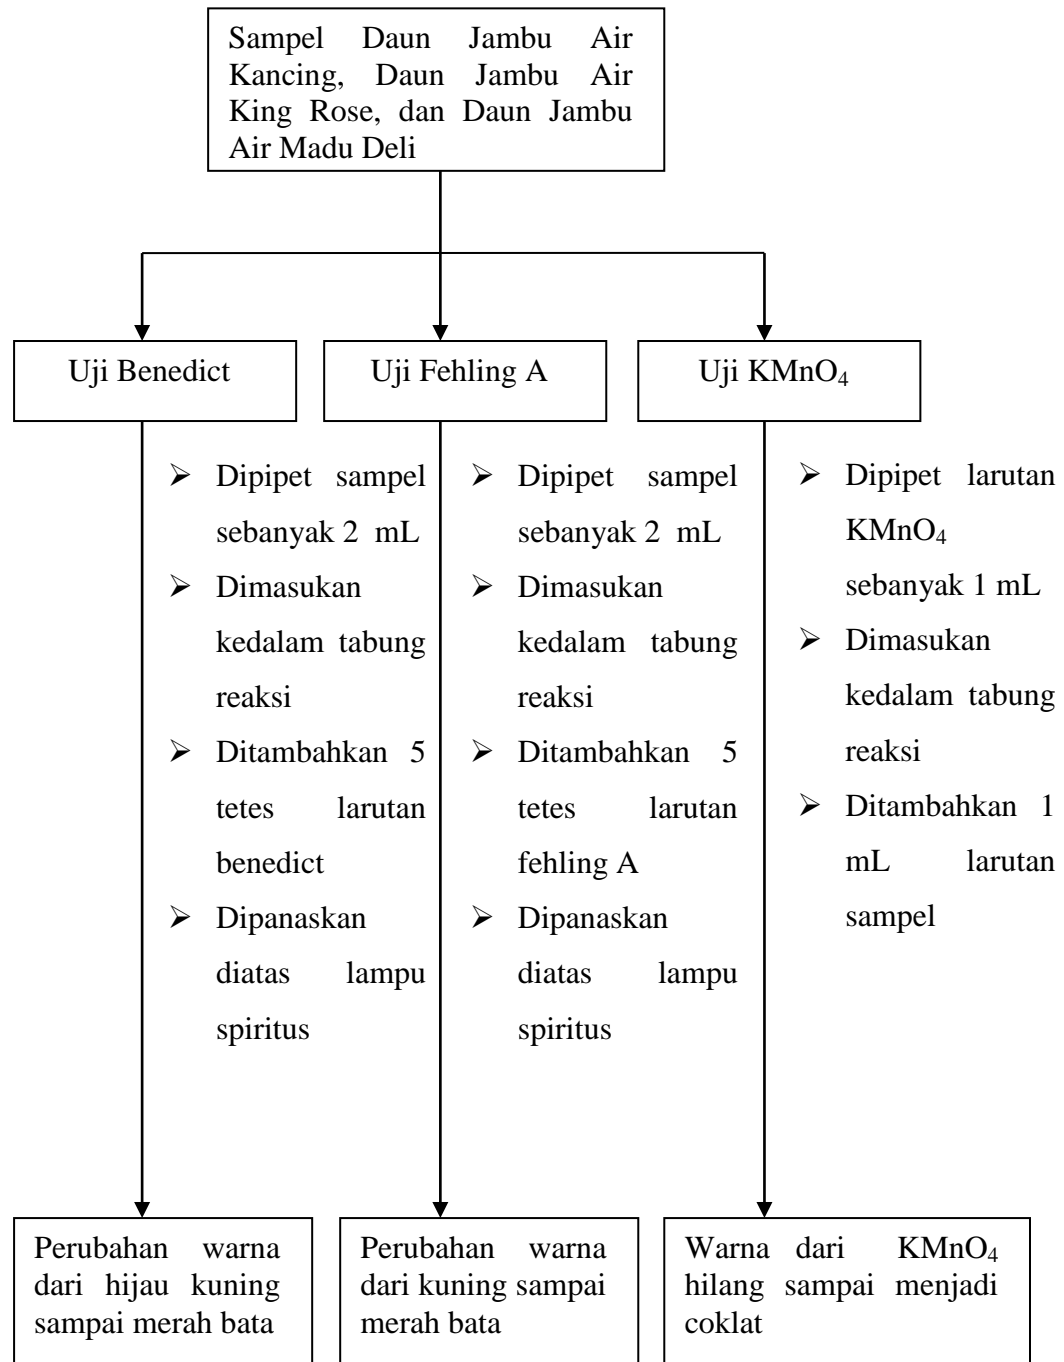 Sampel Daun Jambu Air
Kancing, Daun Jambu Air
King Rose, dan Daun Jambu
Air Madu Deli
Uji Benedict
Uji Fehling A
Uji KMnO₄
➢ Dipipet sampel
sebanyak 2 mL
➢ Dimasukan
kedalam tabung
reaksi
➢ Ditambahkan 5
tetes larutan
benedict
➢ Dipanaskan
diatas lampu
spiritus
➢ Dipipet sampel
sebanyak 2 mL
➢ Dimasukan
kedalam tabung
reaksi
➢ Ditambahkan 5
tetes larutan
fehling A
➢ Dipanaskan
diatas lampu
spiritus
➢ Dipipet larutan
KMnO₄
sebanyak 1 mL
➢ Dimasukan
kedalam tabung
reaksi
➢ Ditambahkan 1
mL larutan
sampel
Perubahan warna
dari hijau kuning
sampai merah bata
Perubahan warna
dari kuning sampai
merah bata
Warna dari KMnO₄
hilang sampai menjadi
coklat